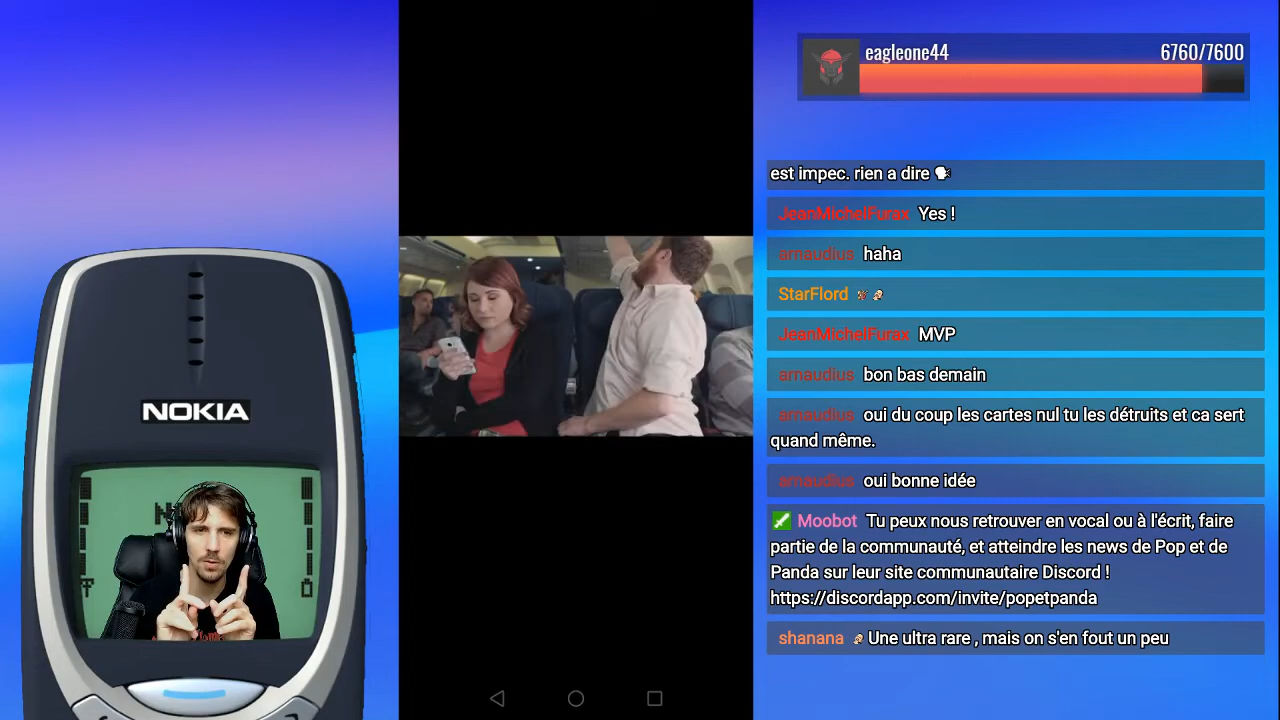 eagleone44 6760/7600
est impec. rien a dire
JeanMichelFurax Yes !
arnaudius haha
StarFlord
JeanMichelFurax MVP
arnaudius bon bas demain
arnaudius oui du coup les cartes nul tu les détruits et ca sert
quand même.
arnaudius oui bonne idée
Moobot Tu peux nous retrouver en vocal ou à l'écrit, faire
partie de la communauté, et atteindre les news de Pop et de
Panda sur leur site communautaire Discord !
https://discordapp.com/invite/popetpanda
shanana Une ultra rare , mais on s'en fout un peu
NOKIA